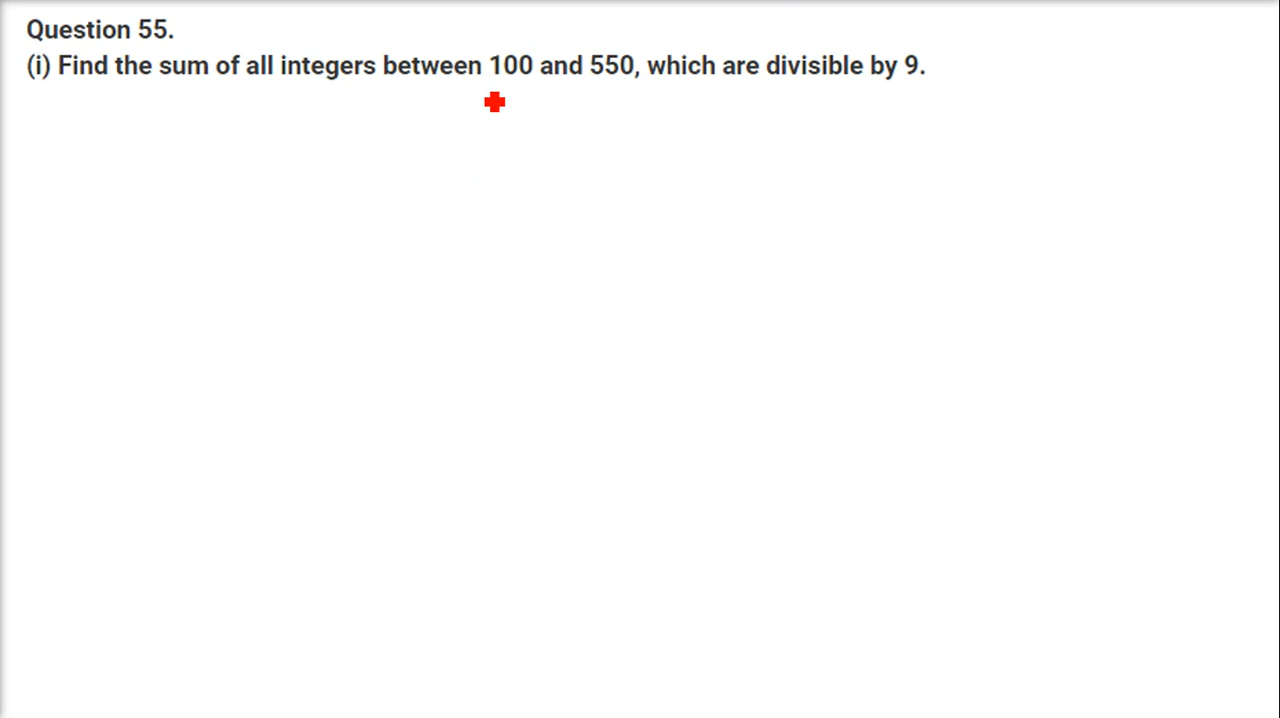 Question 55.
(i) Find the sum of all integers between 100 and 550, which are divisible by 9.